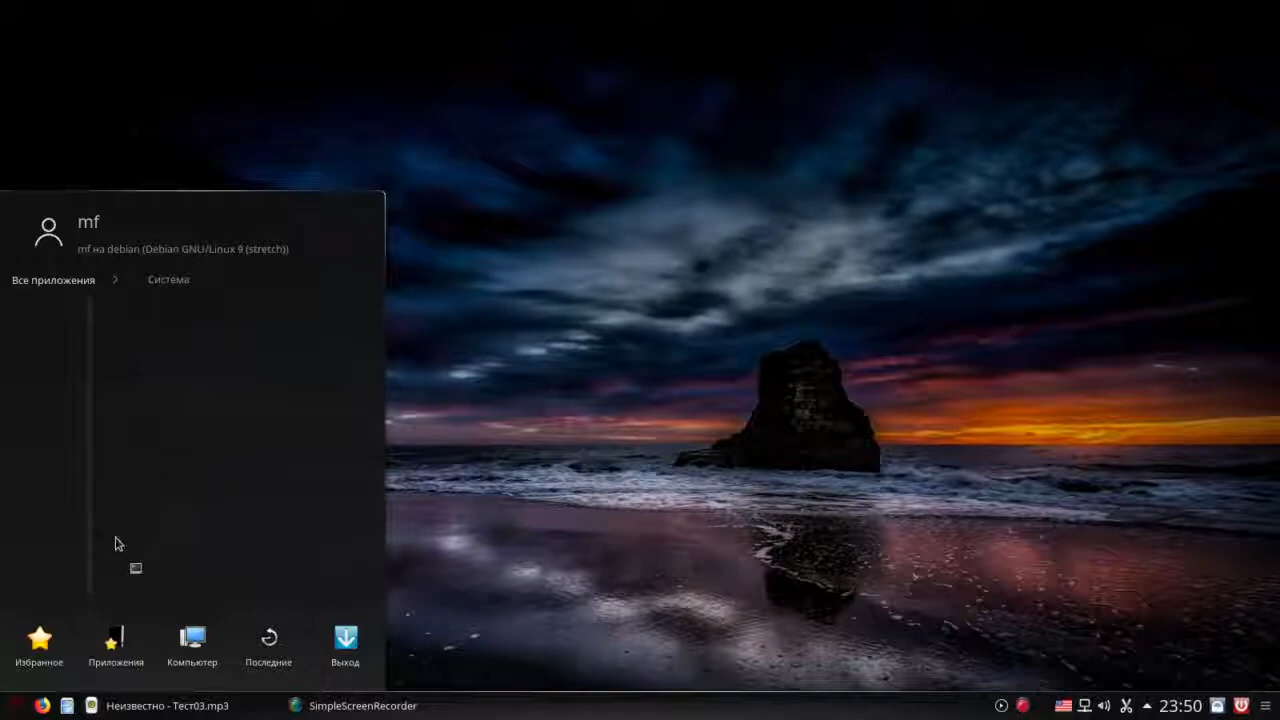 mf
mf на debian (Debian GNU/Linux 9 (stretch))
Все приложения
Система
Избранное
Приложения
Компьютер
Последние
Выход
Неизвестно - Тест03.mp3
SimpleScreenRecorder
23:50